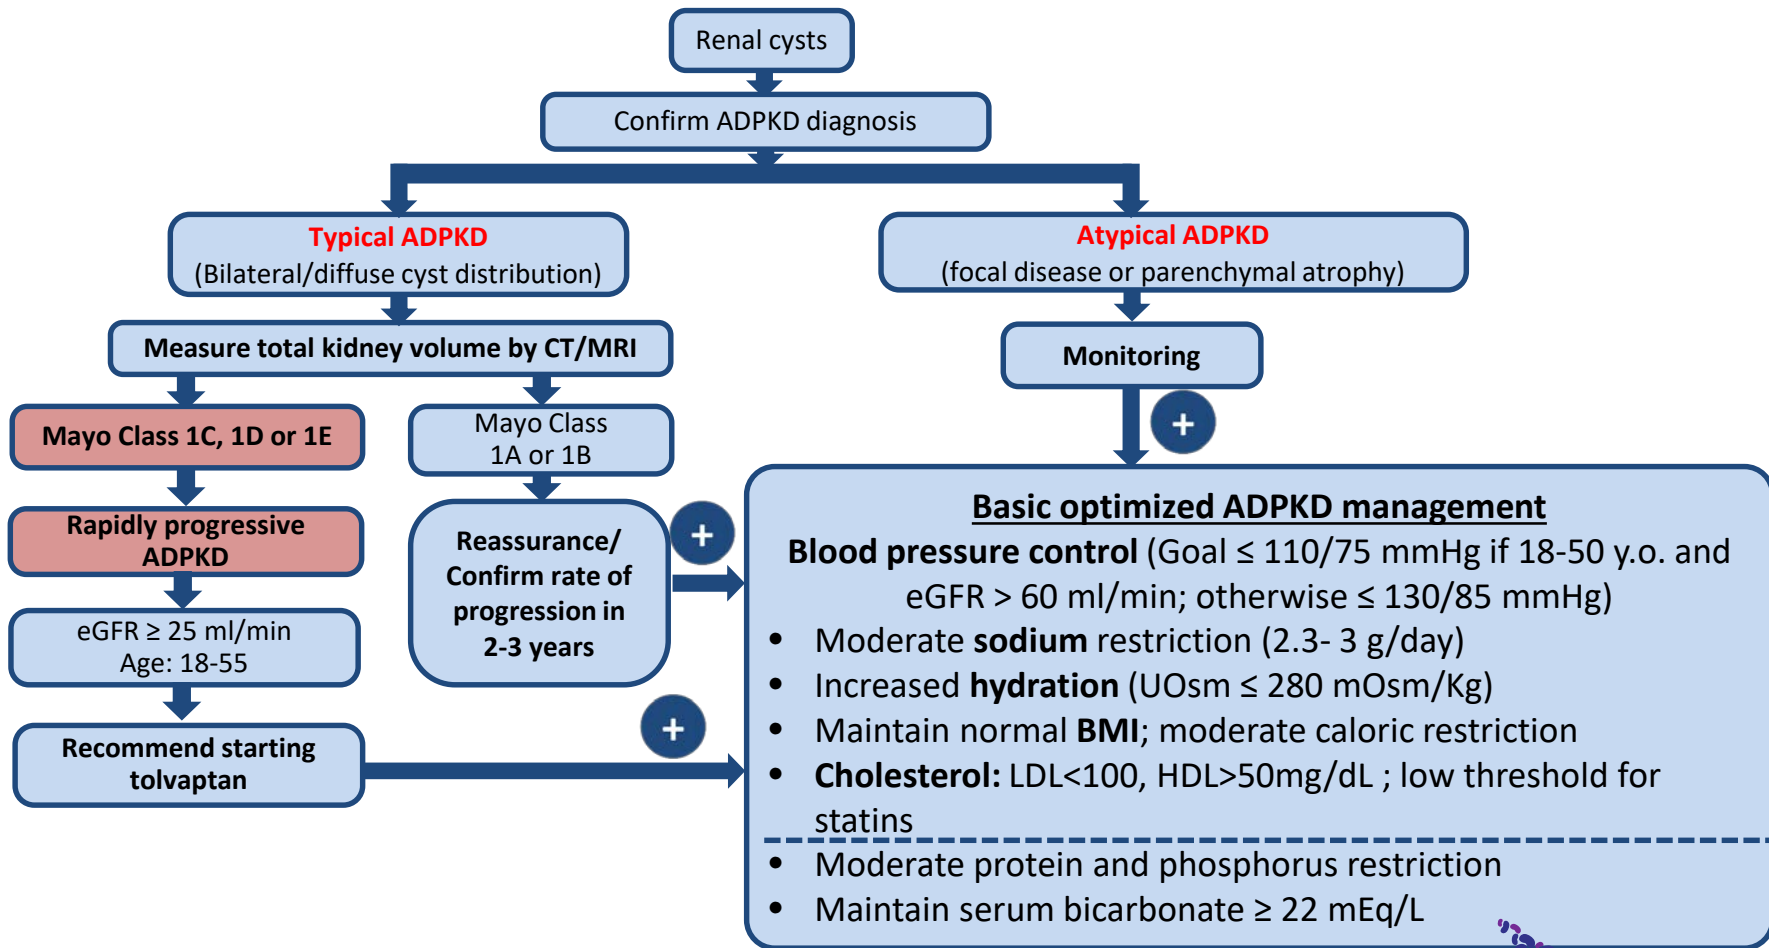 Renal cysts
Confirm ADPKD diagnosis
Typical ADPKD
(Bilateral/diffuse cyst distribution)
Atypical ADPKD
(focal disease or parenchymal atrophy)
Measure total kidney volume by CT/MRI
Monitoring
Mayo Class 1C, 1D or 1E
Mayo Class
1A or 1B
Rapidly progressive
ADPKD
Reassurance/
Confirm rate of
progression in
2-3 years
eGFR ≥ 25 ml/min
Age: 18-55
Recommend starting
tolvaptan
+
+
+
Basic optimized ADPKD management
Blood pressure control (Goal ≤ 110/75 mmHg if 18-50 y.o. and
eGFR > 60 ml/min; otherwise ≤ 130/85 mmHg)
• Moderate sodium restriction (2.3- 3 g/day)
• Increased hydration (UOsm ≤ 280 mOsm/Kg)
• Maintain normal BMI; moderate caloric restriction
• Cholesterol: LDL<100, HDL>50mg/dL ; low threshold for
statins
• Moderate protein and phosphorus restriction
• Maintain serum bicarbonate ≥ 22 mEq/L